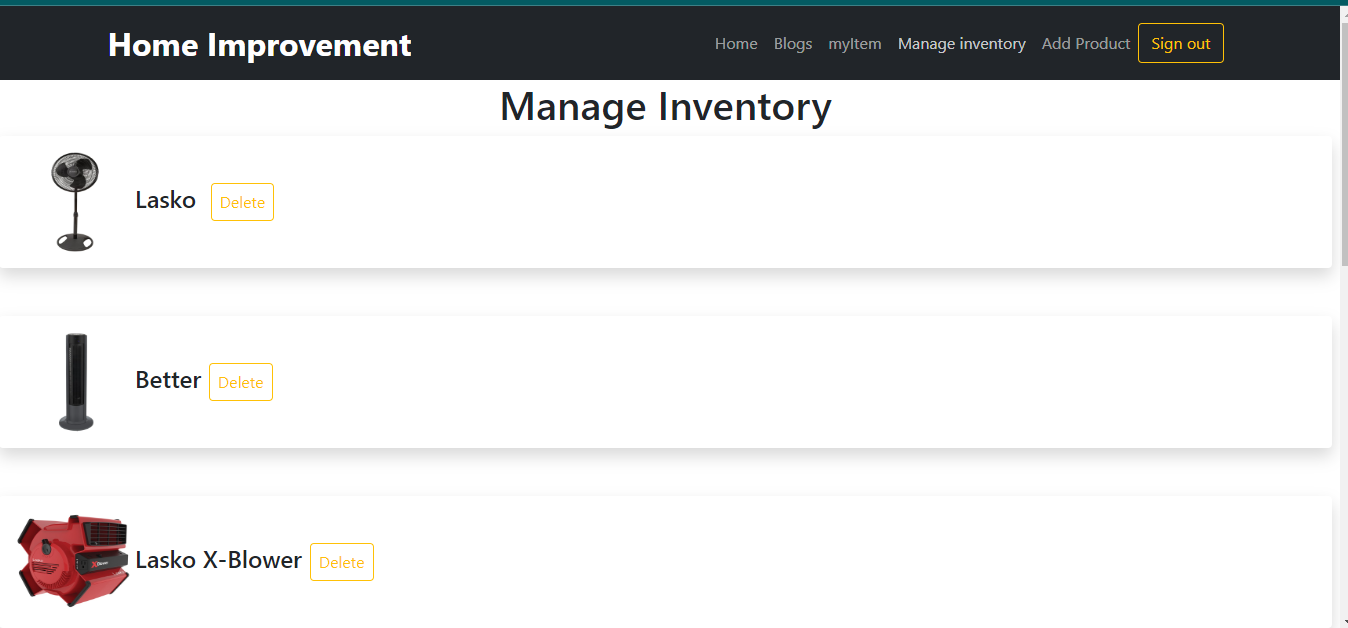 Home Improvement
Home Blogs myItem Manage inventory Add Product Sign out
Manage Inventory
Lasko Delete
Better Delete
Lasko X-Blower Delete